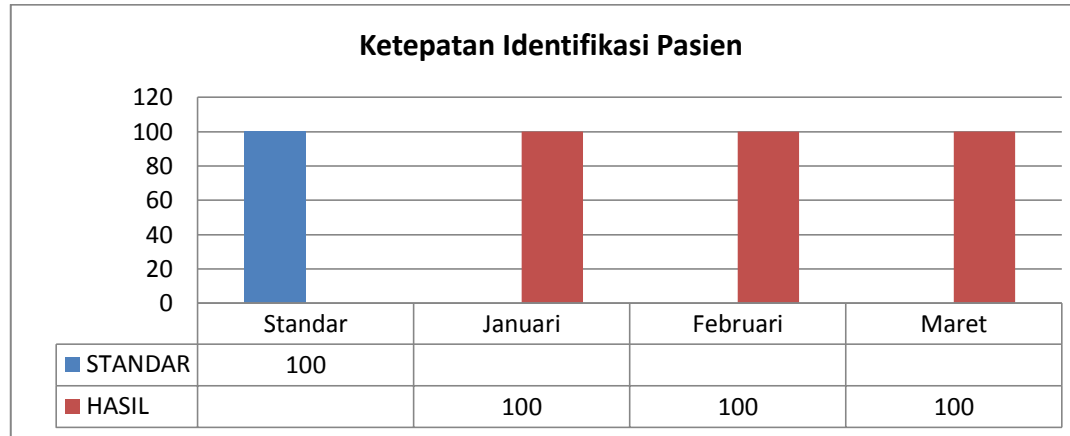 Ketepatan Identifikasi Pasien
120
100
80
60
40
20
0
Standar Januari Februari Maret
STANDAR 100
HASIL 100 100 100